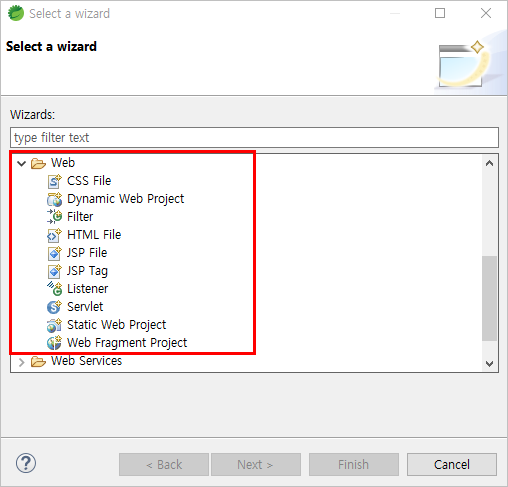 Select a wizard
Select a wizard
Wizards:
type filter text
Web
CSS File
Dynamic Web Project
Filter
HTML File
JSP File
JSP Tag
Listener
Servlet
Static Web Project
Web Fragment Project
Web Services
? < Back Next > Finish Cancel